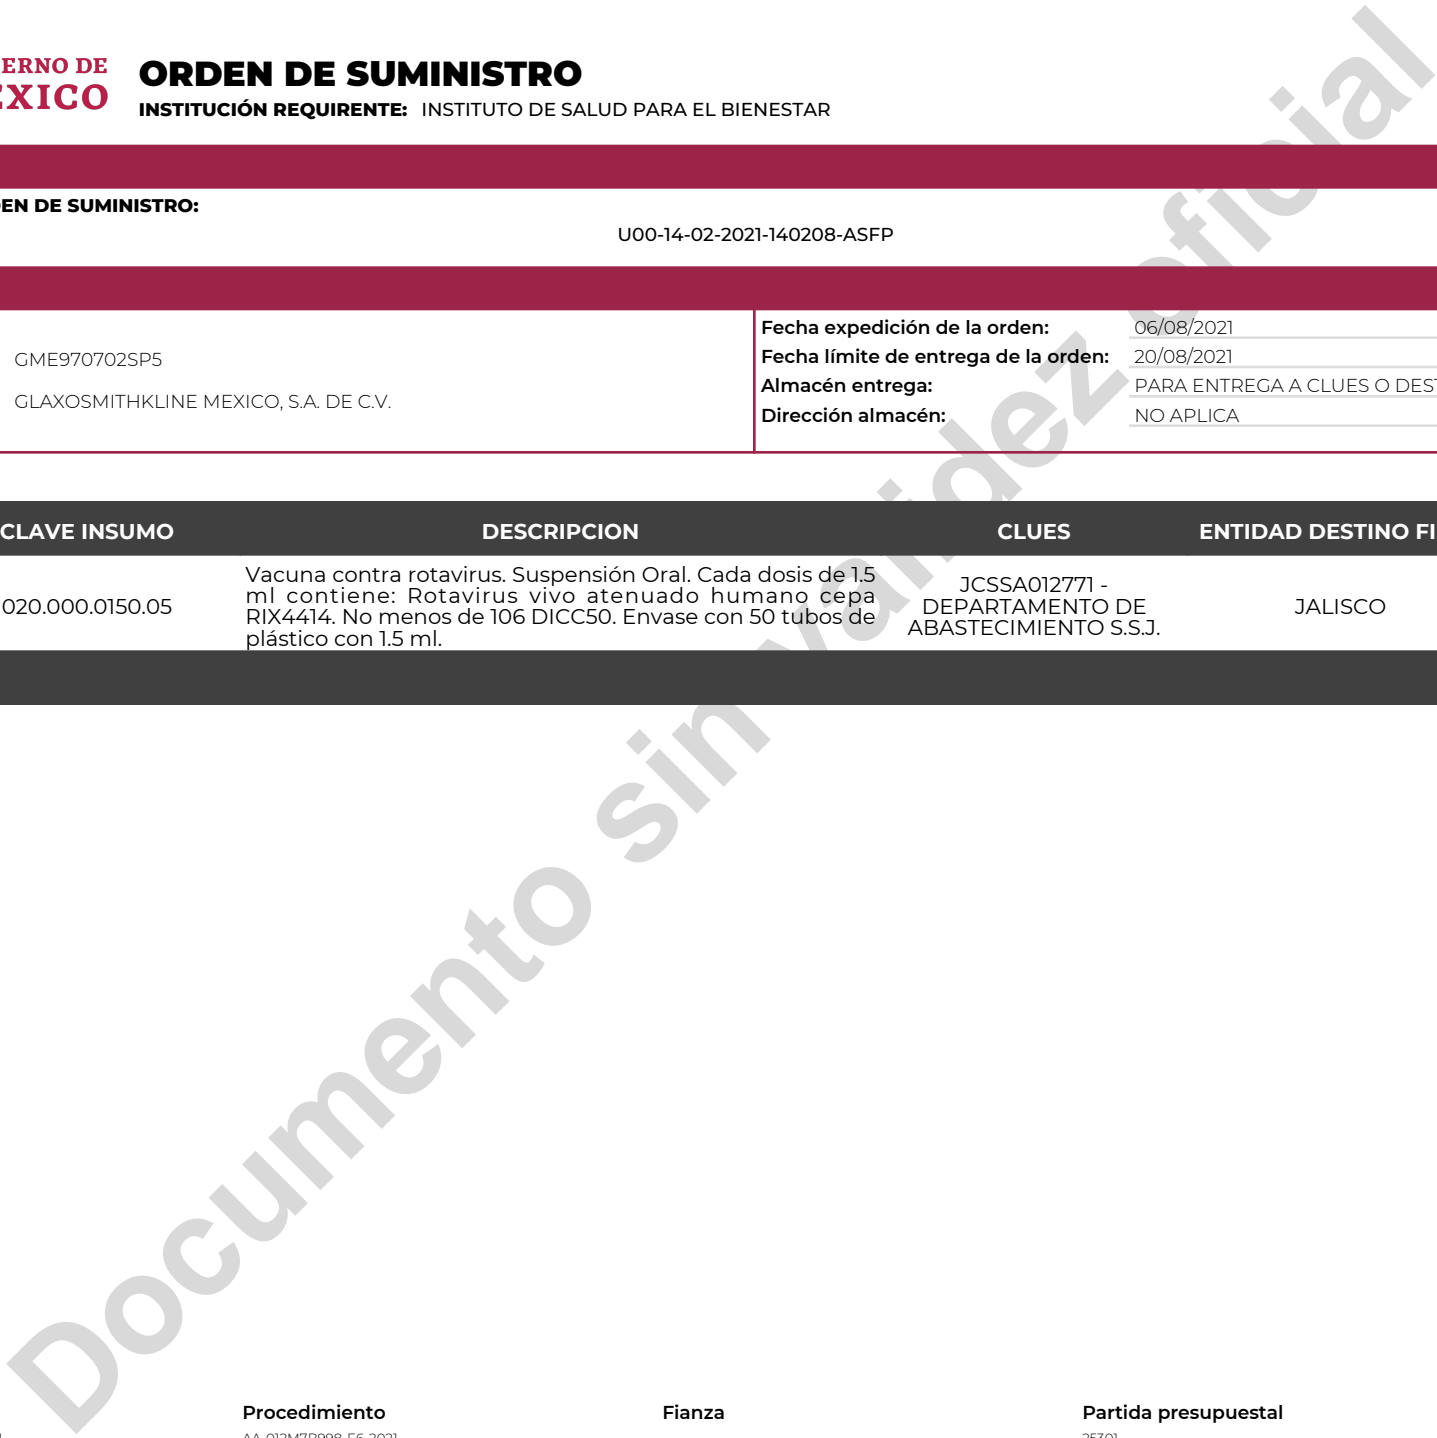 ERNO DE
EXICO
ORDEN DE SUMINISTRO
INSTITUCIÓN REQUIRENTE: INSTITUTO DE SALUD PARA EL BIENESTAR
EN DE SUMINISTRO:
U00-14-02-2021-140208-ASFP
GME970702SP5
GLAXOSMITHKLINE MEXICO, S.A. DE C.V.
Fecha expedición de la orden: 06/08/2021
Fecha límite de entrega de la orden: 20/08/2021
Almacén entrega: PARA ENTREGA A CLUES O DEST
Dirección almacén: NO APLICA
CLAVE INSUMO DESCRIPCION CLUES ENTIDAD DESTINO FI
020.000.0150.05
Vacuna contra rotavirus. Suspensión Oral. Cada dosis de 1.5
ml contiene: Rotavirus vivo atenuado humano cepa
RIX4414. No menos de 106 DICC50. Envase con 50 tubos de
plástico con 1.5 ml.
JCSSA012771 -
DEPARTAMENTO DE
ABASTECIMIENTO S.S.J.
JALISCO
Documento sin validez oficial
Procedimiento Fianza Partida presupuestal
25301